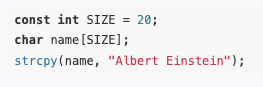 const int SIZE = 20;
char name[SIZE];
strcpy(name, "Albert Einstein");